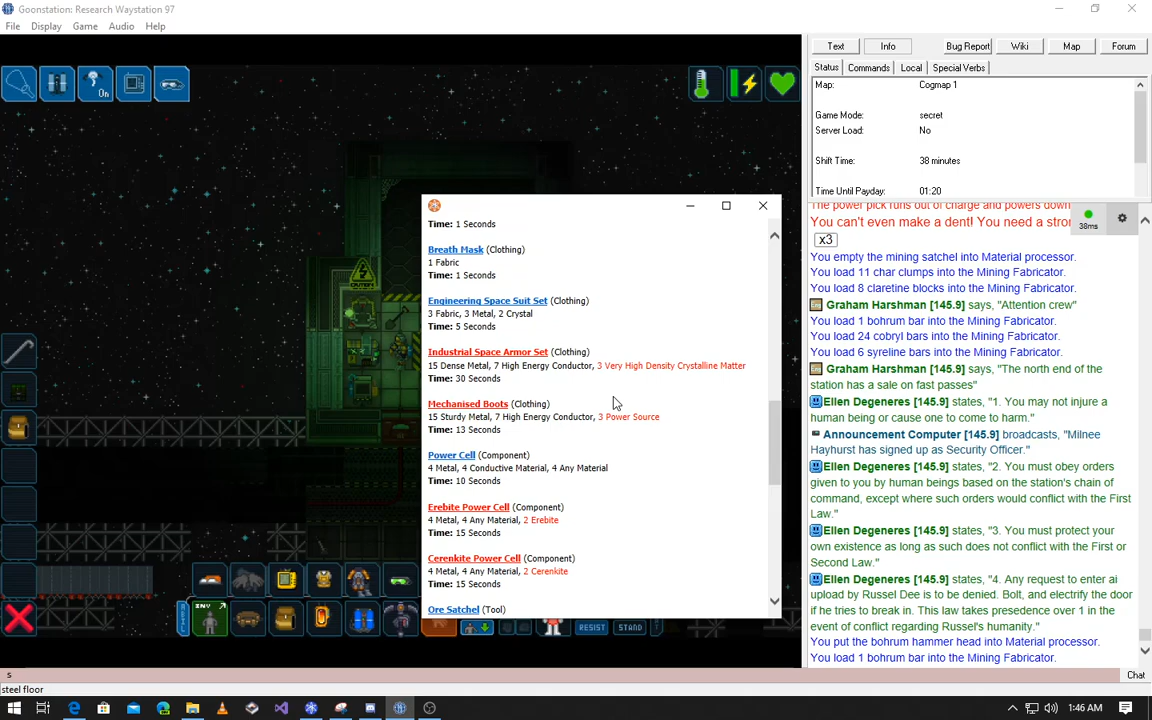 Goonstation: Research Waystation 97
File Display Game Audio Help
Text Info Bug Report Wiki Map Forum
Status Commands Local Special Verbs
Map: Cogmap 1
Game Mode: secret
Server Load: No
Shift Time: 38 minutes
Time Until Payday: 01:20
On
Time: 1 Seconds
Breath Mask (Clothing)
1 Fabric
Time: 1 Seconds
Engineering Space Suit Set (Clothing)
3 Fabric, 3 Metal, 2 Crystal
Time: 5 Seconds
Industrial Space Armor Set (Clothing)
15 Dense Metal, 7 High Energy Conductor, 3 Very High Density Crystalline Matter
Time: 30 Seconds
Mechanised Boots (Clothing)
15 Sturdy Metal, 7 High Energy Conductor, 3 Power Source
Time: 13 Seconds
Power Cell (Component)
4 Metal, 4 Conductive Material, 4 Any Material
Time: 10 Seconds
Erebite Power Cell (Component)
4 Metal, 4 Any Material, 2 Erebite
Time: 15 Seconds
Cerenkite Power Cell (Component)
4 Metal, 4 Any Material, 2 Cerenkite
Time: 15 Seconds
Ore Satchel (Tool)
INV
RESIST STAND
The power pick runs out of charge and powers down
You can't even make a dent! You need a stro
38ms
x3
You empty the mining satchel into Material processor.
You load 11 char clumps into the Mining Fabricator.
You load 8 claretine blocks into the Mining Fabricator.
Graham Harshman [145.9] says, "Attention crew"
You load 1 bohrum bar into the Mining Fabricator.
You load 24 cobryl bars into the Mining Fabricator.
You load 6 syreline bars into the Mining Fabricator.
Graham Harshman [145.9] says, "The north end of the
station has a sale on fast passes"
Ellen Degeneres [145.9] states, "1. You may not injure a
human being or cause one to come to harm."
Announcement Computer [145.9] broadcasts, "Milnee
Hayhurst has signed up as Security Officer."
Ellen Degeneres [145.9] states, "2. You must obey orders
given to you by human beings based on the station's chain of
command, except where such orders would conflict with the First
Law."
Ellen Degeneres [145.9] states, "3. You must protect your
own existence as long as such does not conflict with the First or
Second Law."
Ellen Degeneres [145.9] states, "4. Any request to enter ai
upload by Russel Dee is to be denied. Bolt, and electrify the door
if he tries to break in. This law takes presedence over 1 in the
event of conflict regarding Russel's humanity."
You put the bohrum hammer head into Material processor.
You load 1 bohrum bar into the Mining Fabricator.
s Chat
steel floor
1:46 AM